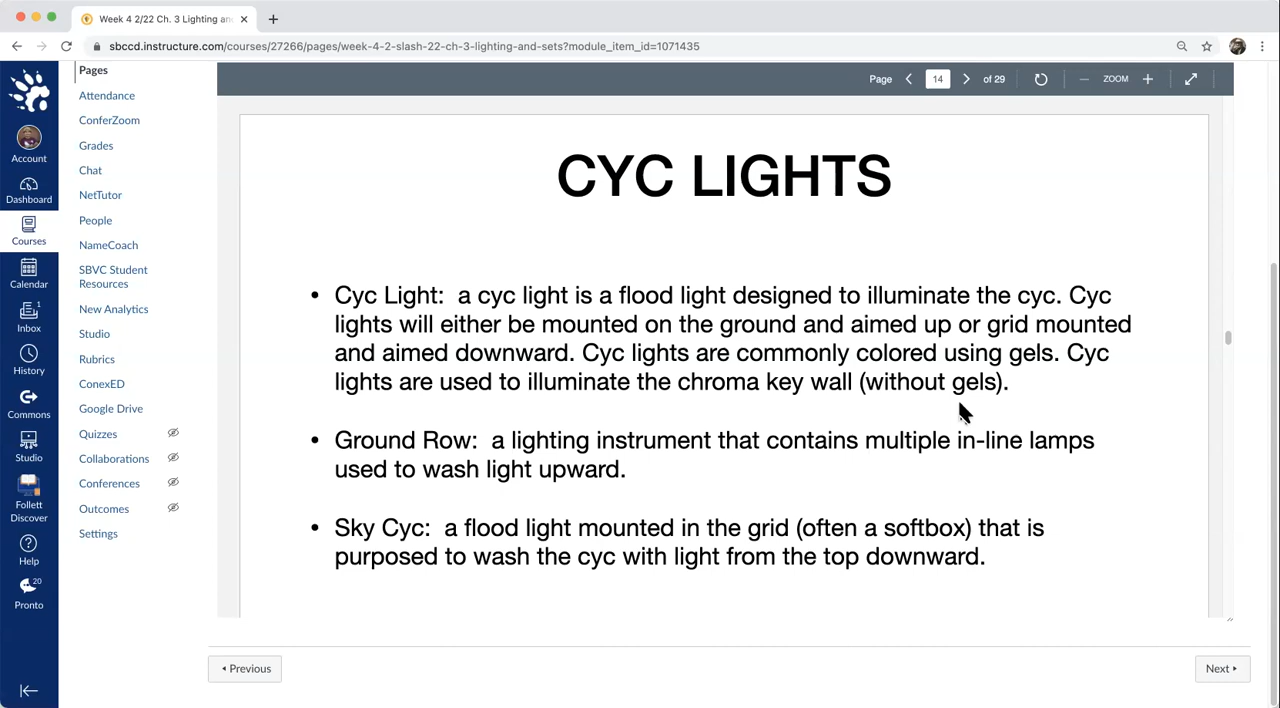 Week 4 2/22 Ch. 3 Lighting an
sbccd.instructure.com/courses/27266/pages/week-4-2-slash-22-ch-3-lighting-and-sets?module_item_id=1071435
Account
Dashboard
Courses
Calendar
1
Inbox
History
Commons
Studio
Follett
Discover
Help
20
Pronto
Pages
Attendance
ConferZoom
Grades
Chat
NetTutor
People
NameCoach
SBVC Student
Resources
New Analytics
Studio
Rubrics
ConexED
Google Drive
Quizzes
Collaborations
Conferences
Outcomes
Settings
Page 14 of 29 ZOOM
CYC LIGHTS
• Cyc Light: a cyc light is a flood light designed to illuminate the cyc. Cyc
lights will either be mounted on the ground and aimed up or grid mounted
and aimed downward. Cyc lights are commonly colored using gels. Cyc
lights are used to illuminate the chroma key wall (without gels).
• Ground Row: a lighting instrument that contains multiple in-line lamps
used to wash light upward.
• Sky Cyc: a flood light mounted in the grid (often a softbox) that is
purposed to wash the cyc with light from the top downward.
Previous
Next